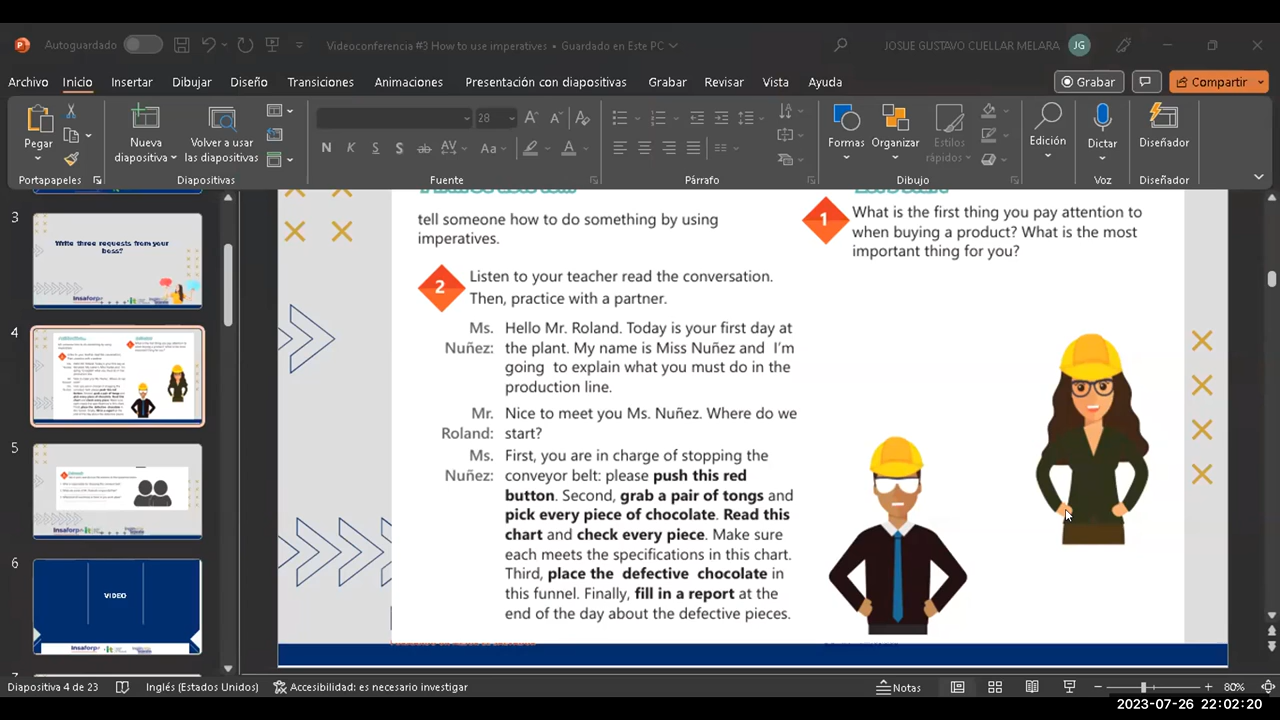 Autoguardado
Videoconferencia #3 How to use imperatives • Guardado en Este PC
JOSUE GUSTAVO CUELLAR MELARA
JG
Archivo Inicio Insertar Dibujar Diseño Transiciones Animaciones Presentación con diapositivas Grabar Revisar Vista Ayuda
Grabar
Compartir
Pegar
Nueva diapositiva
Volver a usar las diapositivas
28
N K S S ab AV Aa A
Formas
Organizar
Estilos rápidos
Edición
Dictar
Diseñador
Portapapeles
Diapositivas
Fuente
Párrafo
Dibujo
Voz
Diseñador
3
Write three requests from your
boss?
Insaforp
4
5
Insaforp
6
VIDEO
Insaforp
tell someone how to do something by using
imperatives.
2
Listen to your teacher read the conversation.
Then, practice with a partner.
Ms. Hello Mr. Roland. Today is your first day at
Nuñez: the plant. My name is Miss Nuñez and I'm
going to explain what you must do in the
production line.
Mr. Nice to meet you Ms. Nuñez. Where do we
Roland: start?
Ms. First, you are in charge of stopping the
Nuñez: conveyor belt: please push this red
button. Second, grab a pair of tongs and
pick every piece of chocolate. Read this
chart and check every piece. Make sure
each meets the specifications in this chart.
Third, place the defective chocolate in
this funnel. Finally, fill in a report at the
end of the day about the defective pieces.
1
What is the first thing you pay attention to
when buying a product? What is the most
important thing for you?
Diapositiva 4 de 23
Inglés (Estados Unidos)
Accesibilidad: es necesario investigar
Notas
80%
2023-07-26 22:02:20